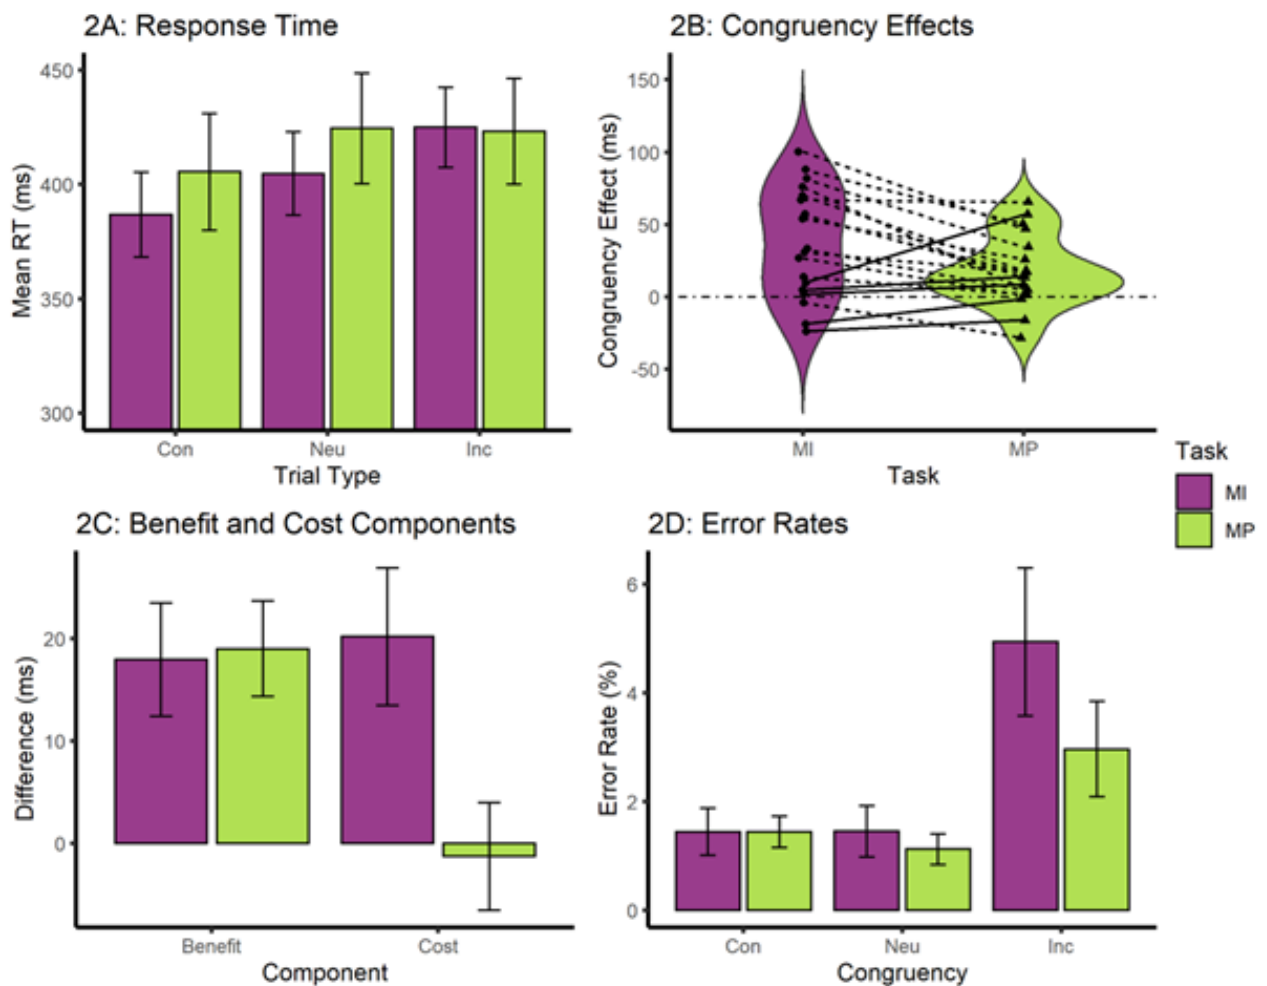 2A: Response Time
Mean RT (ms)
450
400
350
300
Con Neu Inc
Trial Type
2B: Congruency Effects
Congruency Effect (ms)
150
100
50
0
-50
MI MP
Task
Task
MI
MP
2C: Benefit and Cost Components
Difference (ms)
20
10
0
Benefit Cost
Component
2D: Error Rates
Error Rate (%)
6
4
2
0
Con Neu Inc
Congruency